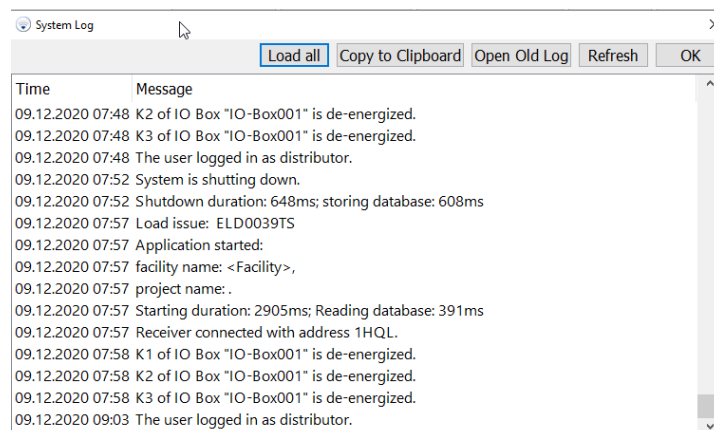 System Log
Load all Copy to Clipboard Open Old Log Refresh OK
Time Message
09.12.2020 07:48 K2 of IO Box "IO-Box001" is de-energized.
09.12.2020 07:48 K3 of IO Box "IO-Box001" is de-energized.
09.12.2020 07:48 The user logged in as distributor.
09.12.2020 07:52 System is shutting down.
09.12.2020 07:52 Shutdown duration: 648ms; storing database: 608ms
09.12.2020 07:57 Load issue: ELD0039TS
09.12.2020 07:57 Application started:
09.12.2020 07:57 facility name: <Facility>,
09.12.2020 07:57 project name: .
09.12.2020 07:57 Starting duration: 2905ms; Reading database: 391ms
09.12.2020 07:57 Receiver connected with address 1HQL.
09.12.2020 07:58 K1 of IO Box "IO-Box001" is de-energized.
09.12.2020 07:58 K2 of IO Box "IO-Box001" is de-energized.
09.12.2020 07:58 K3 of IO Box "IO-Box001" is de-energized.
09.12.2020 09:03 The user logged in as distributor.